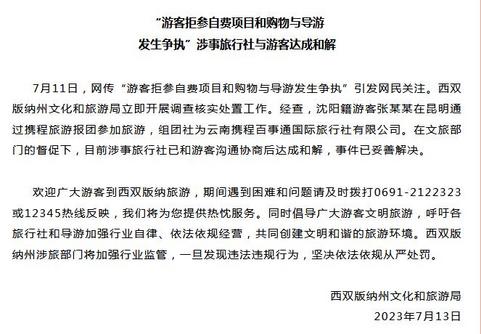 “游客拒参自费项目和购物与导游
发生争执”涉事旅行社与游客达成和解
7月11日，网传“游客拒参自费项目和购物与导游发生争执”引发网民关注。西双
版纳州文化和旅游局立即开展调查核实处置工作。经查，沈阳籍游客张某某在昆明通
过携程旅游报团参加旅游，组团社为云南携程百事通国际旅行社有限公司。在文旅部
门的督促下，目前涉事旅行社已和游客沟通协商后达成和解，事件已妥善解决。
欢迎广大游客到西双版纳旅游，期间遇到困难和问题请及时拨打0691-2122323
或12345热线反映，我们将为您提供热忱服务。同时倡导广大游客文明旅游，呼吁各
旅行社和导游加强行业自律、依法依规经营，共同创建文明和谐的旅游环境。西双版
纳州涉旅部门将加强行业监管，一旦发现违法违规行为，坚决依法依规从严处罚。
西双版纳州文化和旅游局
2023年7月13日